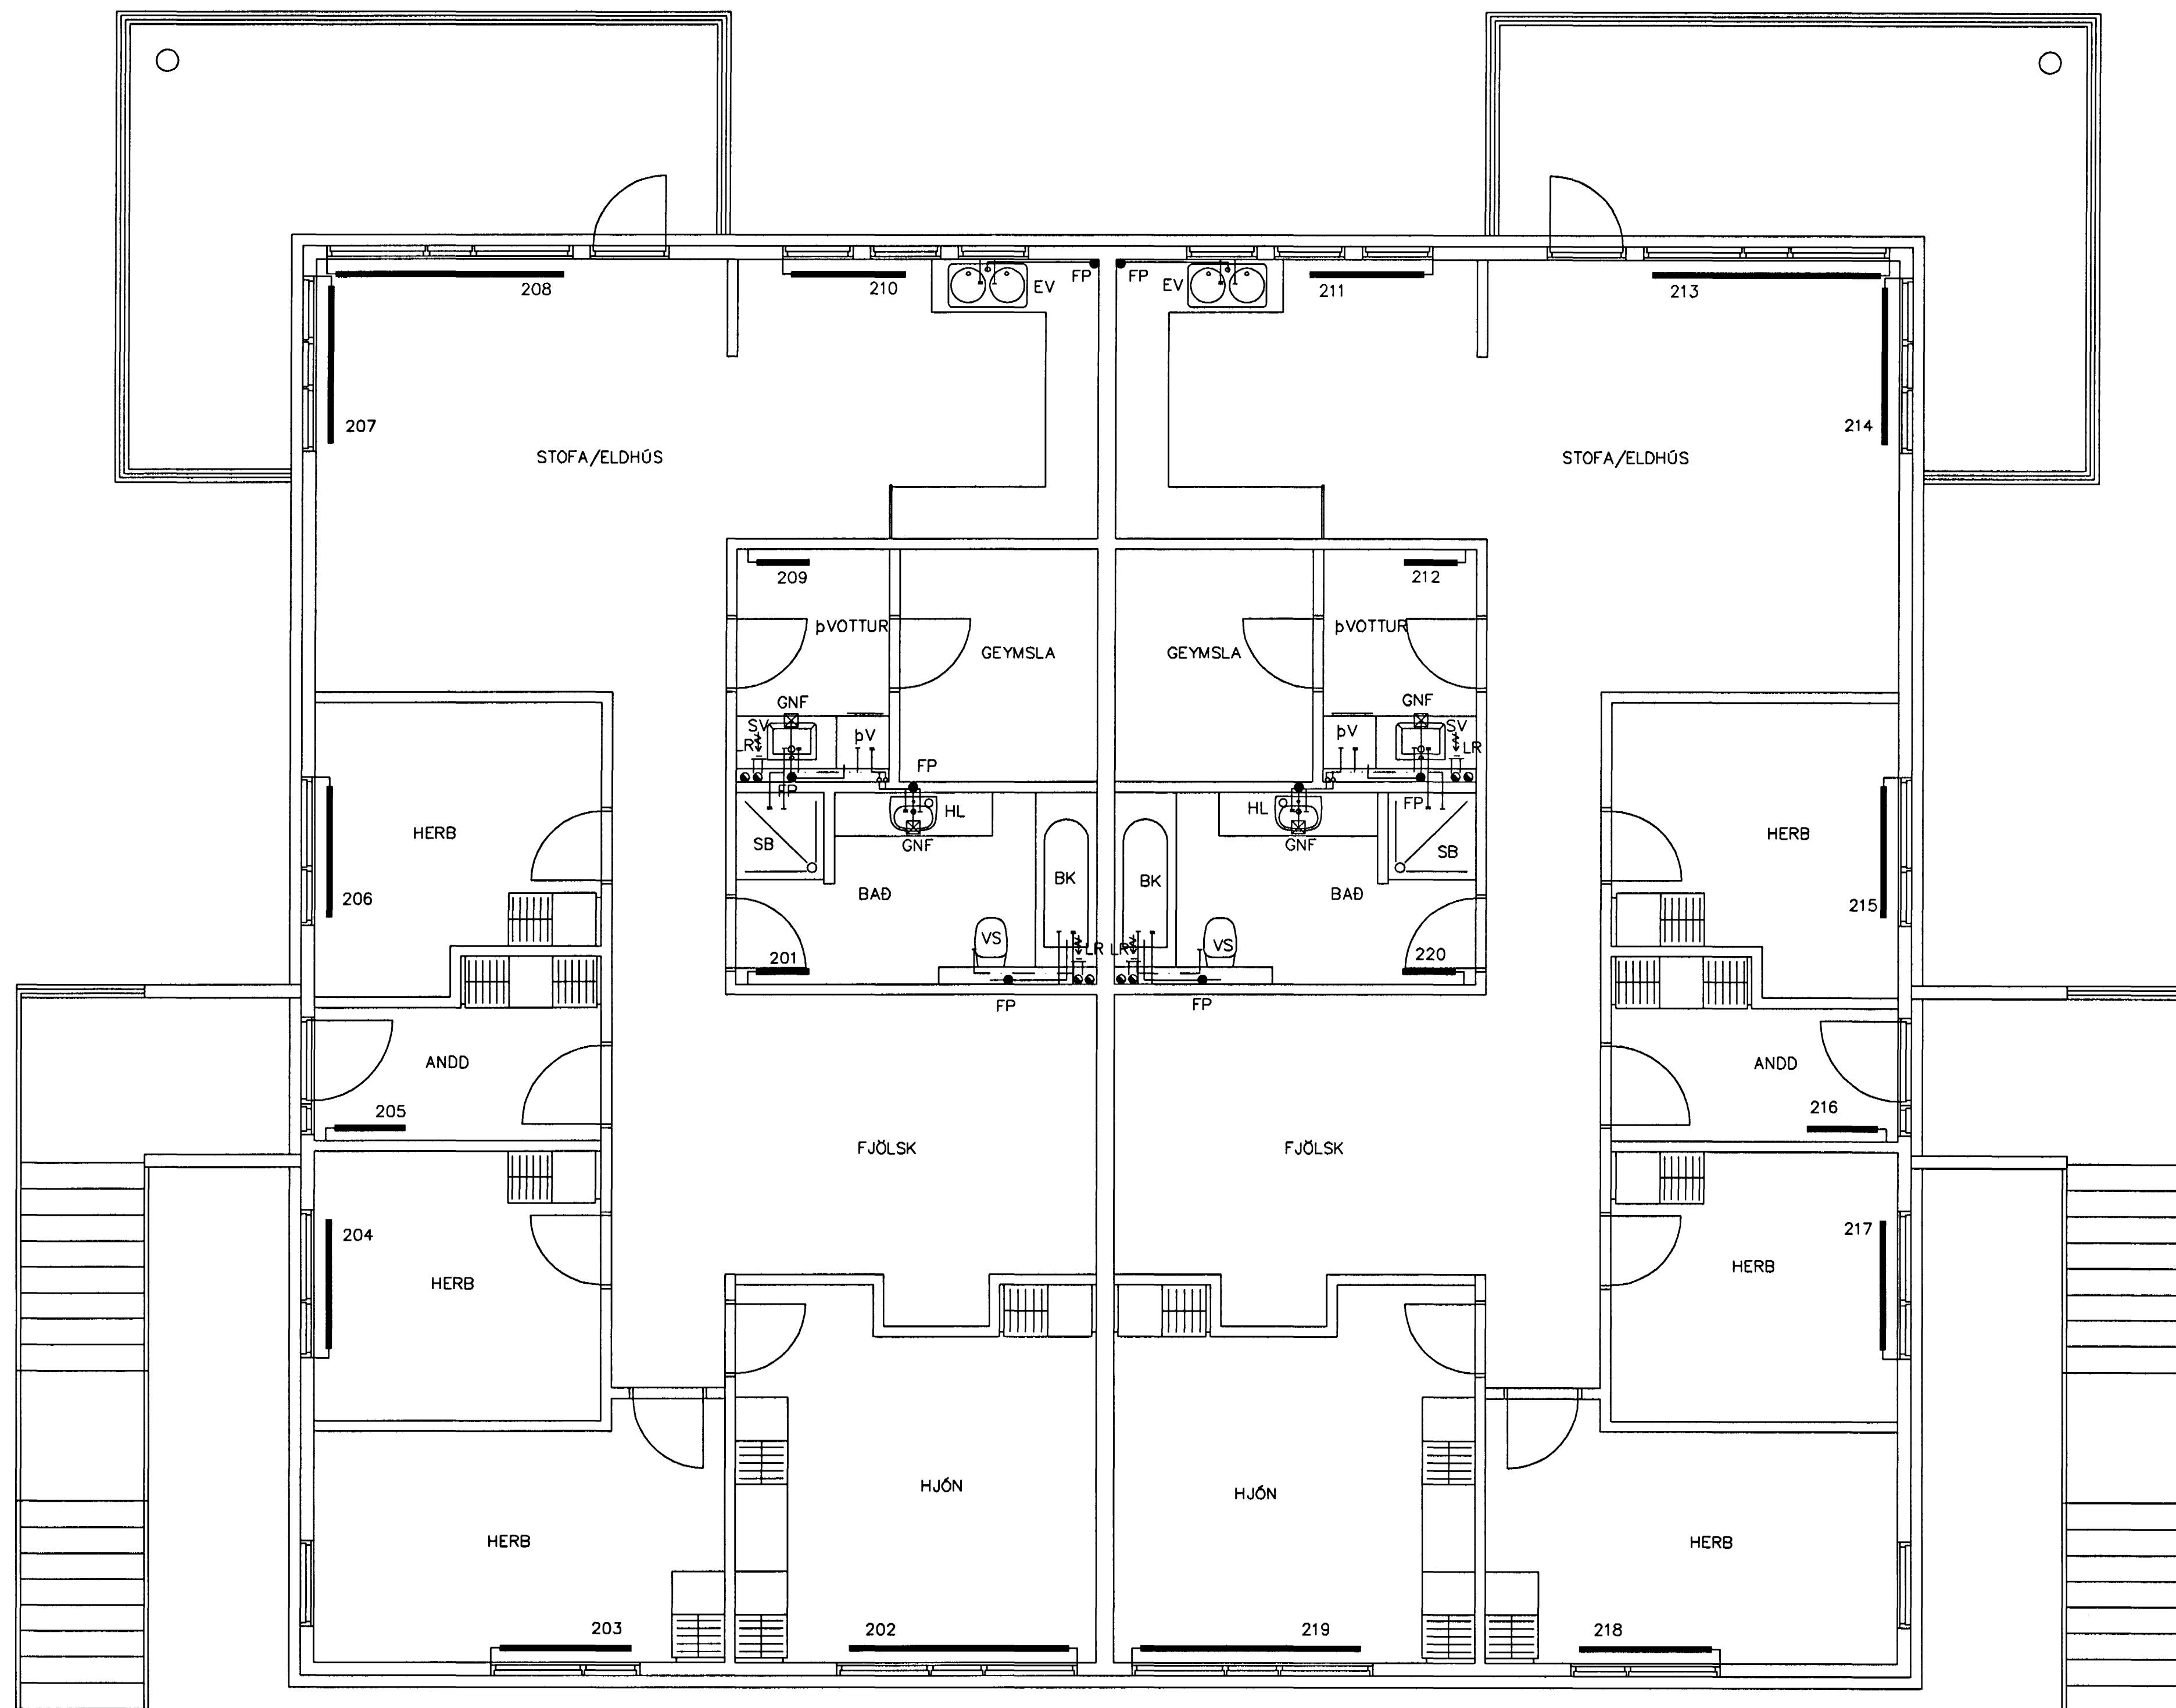 208
210
EV
FP
FP
EV
211
213
207
214
STOFA/ELDHÚS
STOFA/ELDHÚS
209
212
ÞVOTTUR
ÞVOTTUR
GEYMSLA
GEYMSLA
GNF
GNF
SV
ÞV
ÞV
SV
LR
LR
FP
FP
FP
HL
HL
HERB
HERB
SB
GNF
GNF
SB
BK
BK
206
BAÐ
BAÐ
215
VS
VS
LR
LR
201
220
FP
FP
ANDD
ANDD
205
216
FJÖLSK
FJÖLSK
204
217
HERB
HERB
HJÓN
HJÓN
HERB
HERB
203
202
219
218